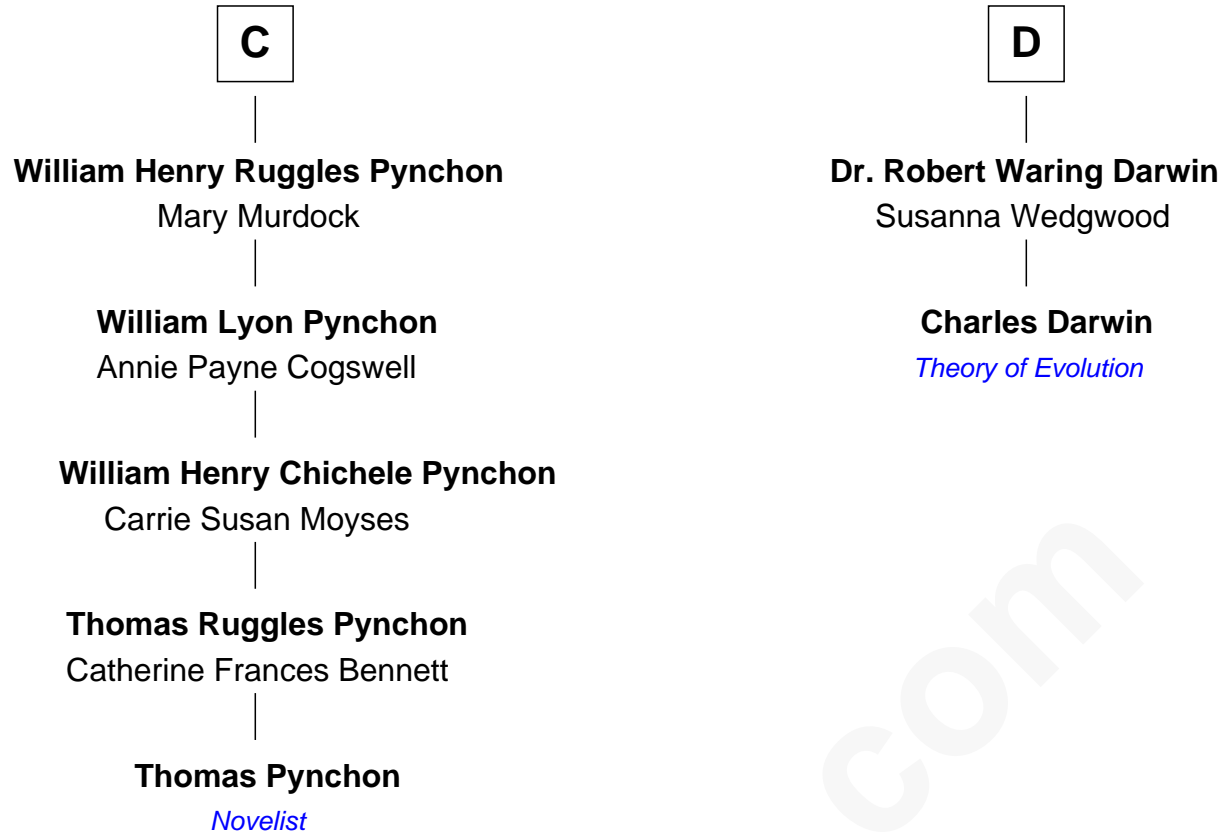 C
William Henry Ruggles Pynchon
Mary Murdock
William Lyon Pynchon
Annie Payne Cogswell
William Henry Chichele Pynchon
Carrie Susan Moyses
Thomas Ruggles Pynchon
Catherine Frances Bennett
Thomas Pynchon
Novelist
D
Dr. Robert Waring Darwin
Susanna Wedgwood
Charles Darwin
Theory of Evolution
com